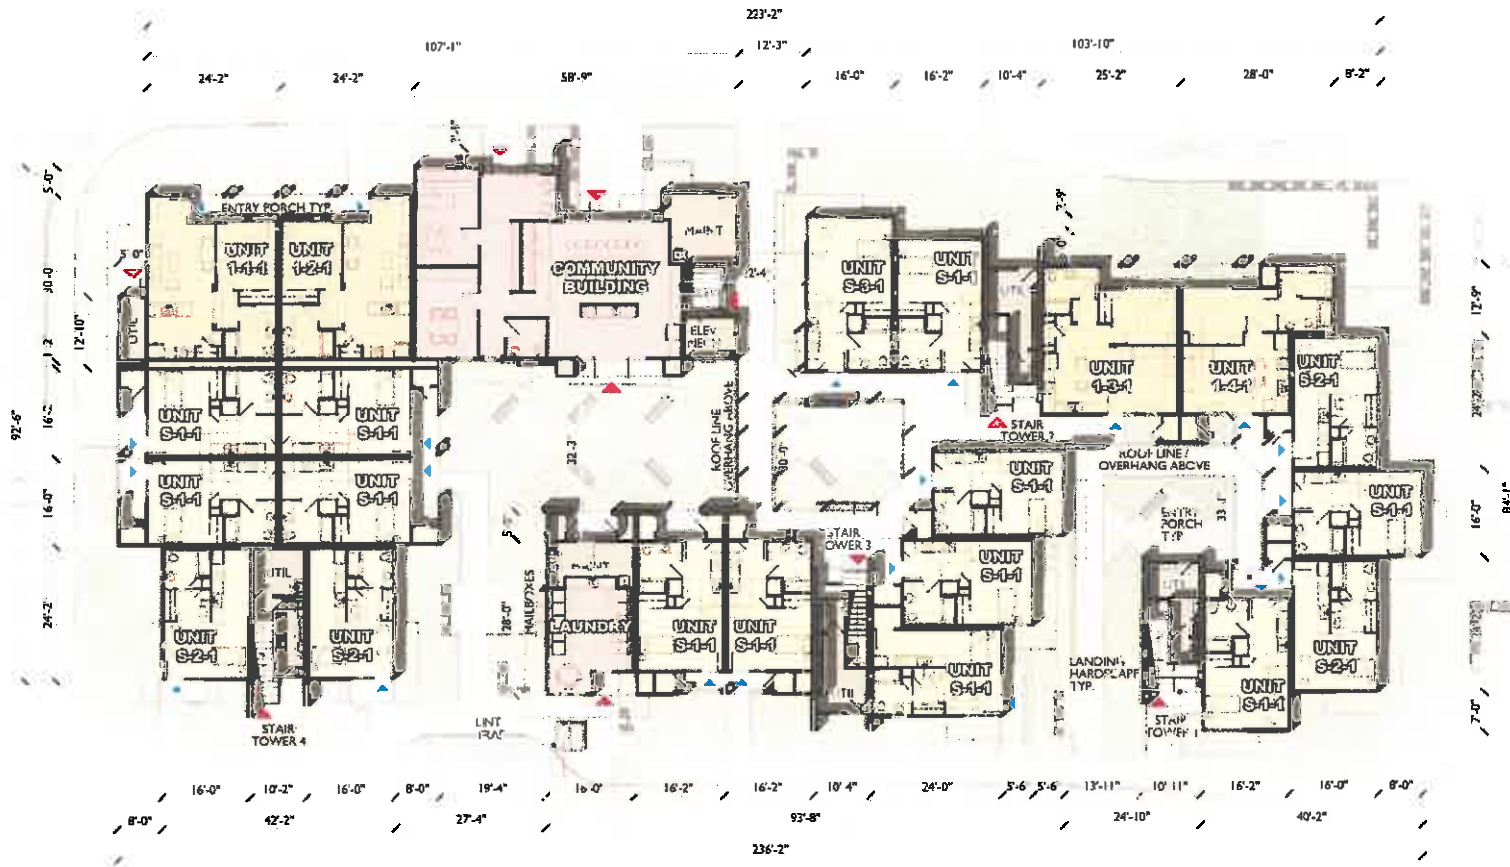 223'-2"
107'-1"
12'-3"
103'-10"
24'-2"
24'-2"
58'-9"
16'-0"
16'-2"
10'-4"
25'-2"
28'-0"
8'-2"
5'-0"
30'-0
12'-10"
92'-6"
16'-2
16'-0"
24'-2"
ENTRY PORCH TYP.
5'0"
UTIL
UNIT
1-1-1
UNIT
1-2-1
COMMUNITY
BUILDING
ELEV
UNIT
S-3-1
UNIT
S-1-1
2'-9"
UTIL
UNIT
1-3-1
UNIT
1-4-1
UNIT
S-2-1
12'-9"
24'-2"
16'-0"
84'-1"
7'-0"
UNIT
S-1-1
UNIT
S-1-1
UNIT
S-1-1
UNIT
S-1-1
32'-3
ROOF LINE
OVERHANG ABOVE
STAIR
ROOF LINE /
OVERHANG ABOVE
UNIT
S-1-1
UNIT
S-1-1
ENTRY
PORCH
TYP
UNIT
S-2-1
UNIT
S-2-1
MAILBOXES
28'-0"
LAUNDRY
UNIT
S-1-1
UNIT
S-1-1
STAIR
UNIT
S-1-1
UNIT
S-1-1
UNIT
S-2-1
UNIT
S-1-1
LANDING
TYP.
STAIR
TOWER 4
LINT
16'-0"
10'-2"
16'-0"
8'-0"
19'-4"
16'-2"
16'-2"
10'4"
24'-0"
5'-6
5'-6
13'-11"
10'11"
16'-2"
16'-0"
8'-0"
8'-0"
42'-2"
27'-4"
93'-8"
24'-10"
40'-2"
236'-2"